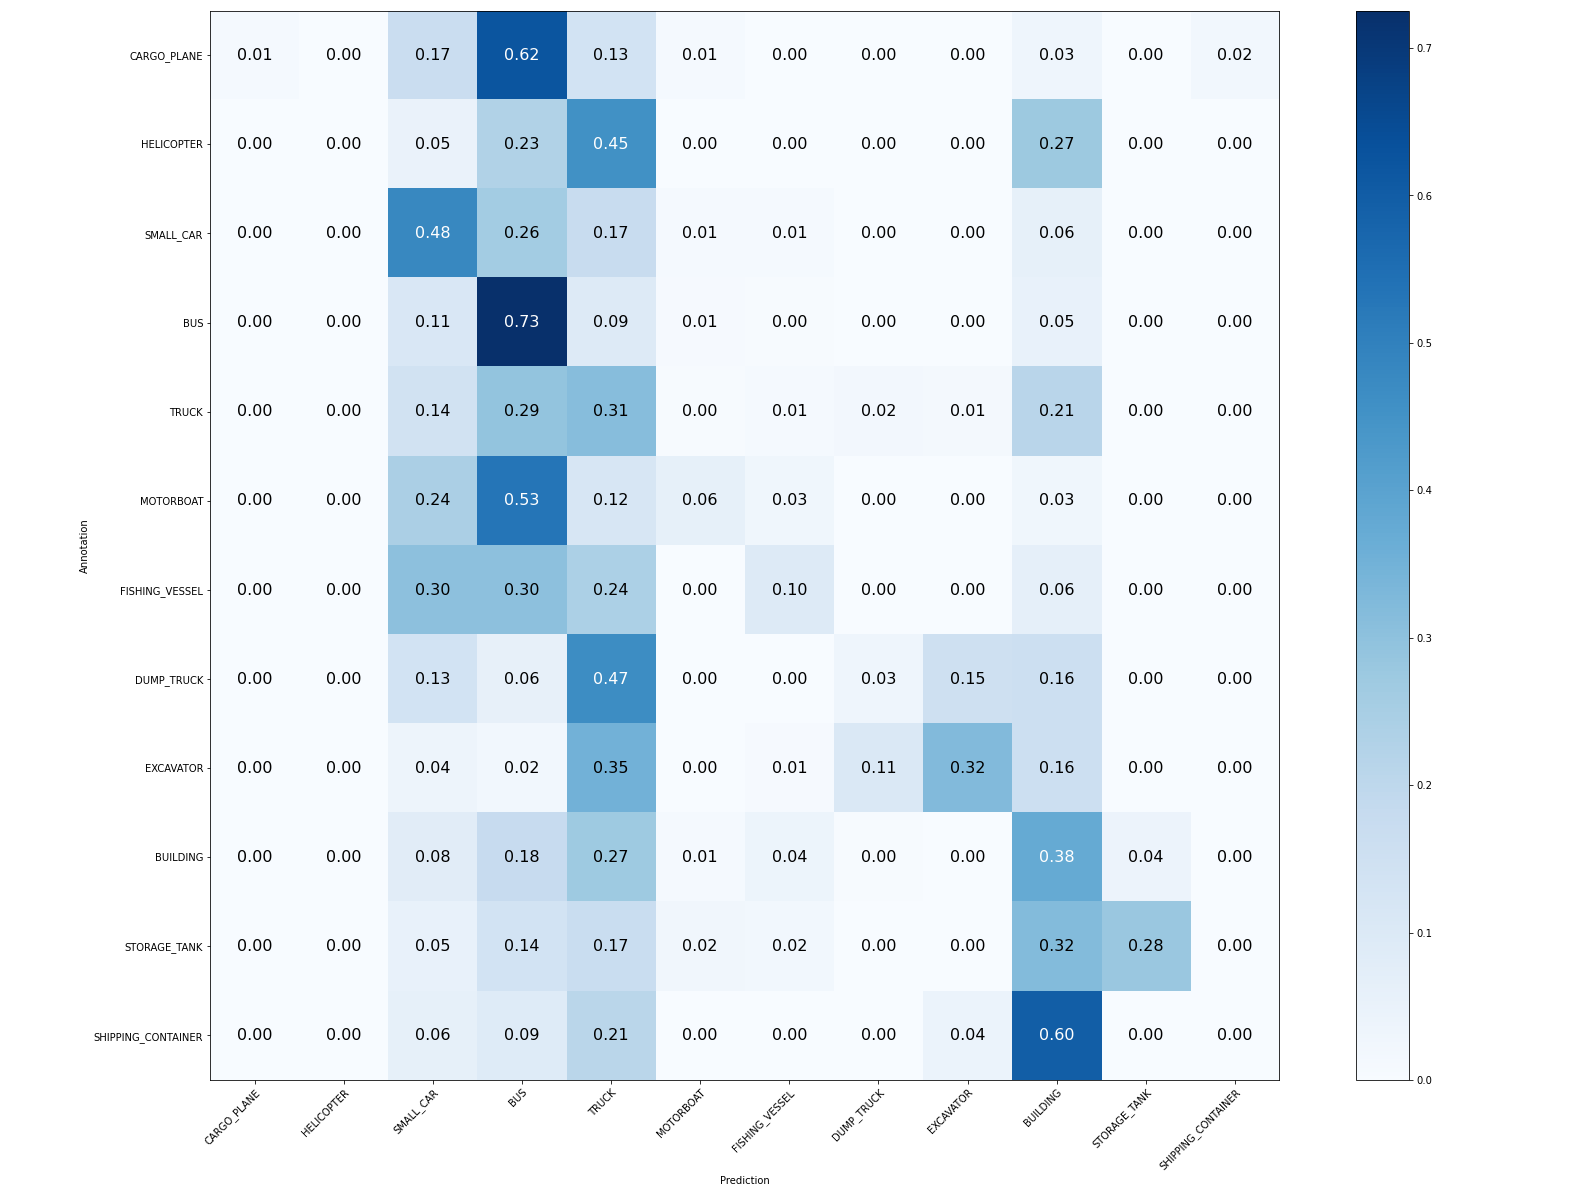 CARGO_PLANE 0.01 0.00 0.17 0.62 0.13 0.01 0.00 0.00 0.00 0.03 0.00 0.02
HELICOPTER 0.00 0.00 0.05 0.23 0.45 0.00 0.00 0.00 0.00 0.27 0.00 0.00
SMALL_CAR 0.00 0.00 0.48 0.26 0.17 0.01 0.01 0.00 0.00 0.06 0.00 0.00
BUS 0.00 0.00 0.11 0.73 0.09 0.01 0.00 0.00 0.00 0.05 0.00 0.00
TRUCK 0.00 0.00 0.14 0.29 0.31 0.00 0.01 0.02 0.01 0.21 0.00 0.00
MOTORBOAT 0.00 0.00 0.24 0.53 0.12 0.06 0.03 0.00 0.00 0.03 0.00 0.00
FISHING_VESSEL 0.00 0.00 0.30 0.30 0.24 0.00 0.10 0.00 0.00 0.06 0.00 0.00
DUMP_TRUCK 0.00 0.00 0.13 0.06 0.47 0.00 0.00 0.03 0.15 0.16 0.00 0.00
EXCAVATOR 0.00 0.00 0.04 0.02 0.35 0.00 0.01 0.11 0.32 0.16 0.00 0.00
BUILDING 0.00 0.00 0.08 0.18 0.27 0.01 0.04 0.00 0.00 0.38 0.04 0.00
STORAGE_TANK 0.00 0.00 0.05 0.14 0.17 0.02 0.02 0.00 0.00 0.32 0.28 0.00
SHIPPING_CONTAINER 0.00 0.00 0.06 0.09 0.21 0.00 0.00 0.00 0.04 0.60 0.00 0.00
Annotation
CARGO_PLANE HELICOPTER SMALL_CAR BUS TRUCK MOTORBOAT FISHING_VESSEL DUMP_TRUCK EXCAVATOR BUILDING STORAGE_TANK SHIPPING_CONTAINER
Prediction
0.7
0.6
0.5
0.4
0.3
0.2
0.1
0.0